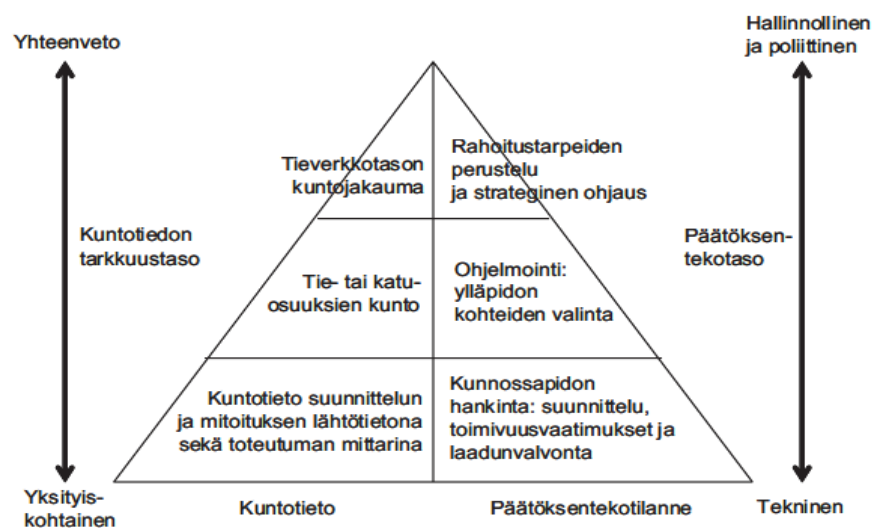 Yhteenveto
Hallinnollinen
ja poliittinen
Tieverkkotason
kuntojakauma
Rahoitustarpeiden
perustelu
ja strateginen ohjaus
Kuntotiedon
tarkkuustaso
Päätöksen-
tekotaso
Tie- tai katu-
osuuksien kunto
Ohjelmointi:
ylläpidon
kohteiden valinta
Kuntotieto suunnittelun
ja mitoituksen lähtötietona
sekä toteutuman mittarina
Kunnossapidon
hankinta: suunnittelu,
toimivuusvaatimukset ja
laadunvalvonta
Yksityis-
kohtainen
Kuntotieto
Päätöksentekotilanne
Tekninen